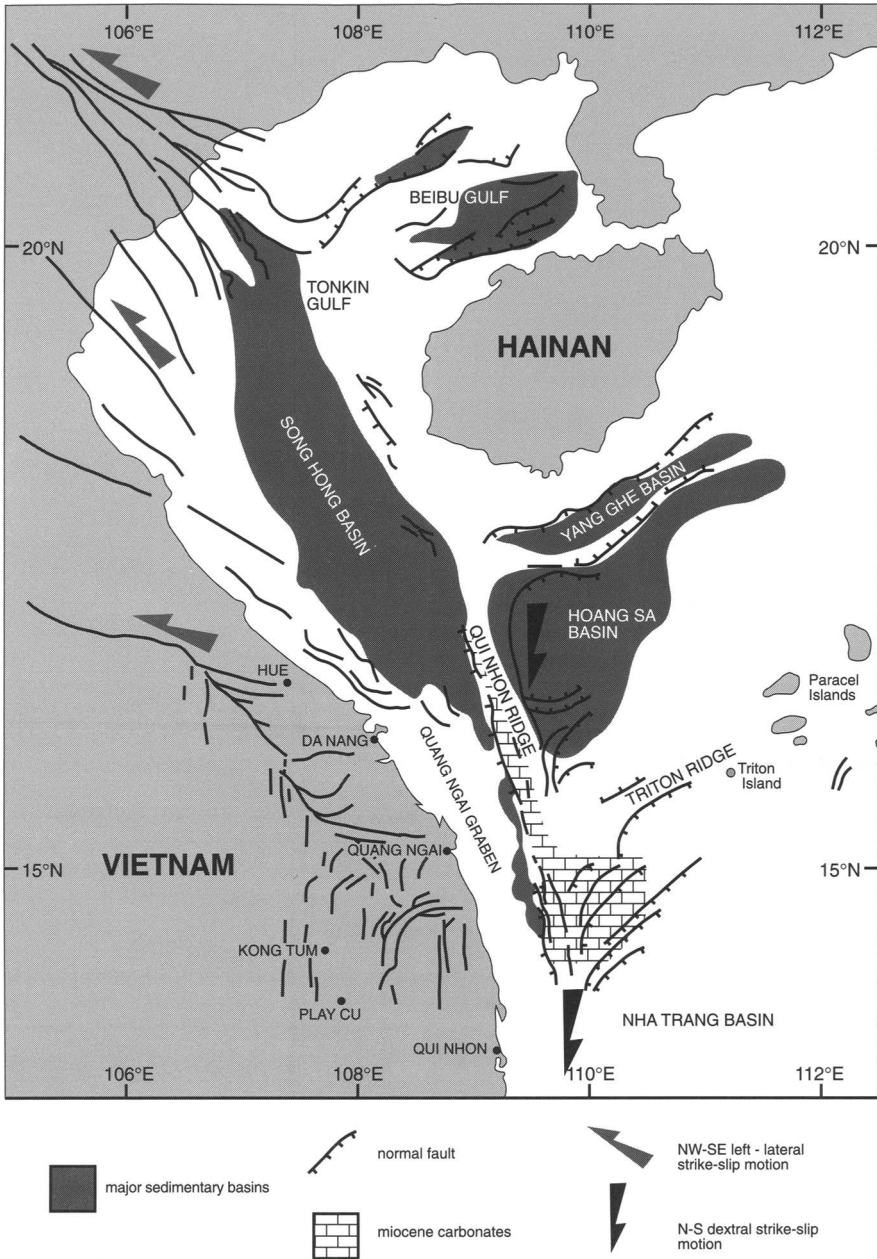 106°E
108°E
110°E
112°E
BEIBU GULF
20°N
20°N
TONKIN
GULF
HAINAN
SONG HONG BASIN
YANG GHE BASIN
HOANG SA
BASIN
QUI NHON RIDGE
HUE
Paracel
Islands
DA NANG
QUANG NGAI GRABEN
TRITON RIDGE
Triton
Island
VIETNAM
QUANG NGAI
15°N
15°N
KONG TUM
PLAY CU
NHA TRANG BASIN
QUI NHON
106°E
108°E
110°E
112°E
major sedimentary basins
normal fault
miocene carbonates
NW-SE left - lateral
strike-slip motion
N-S dextral strike-slip
motion